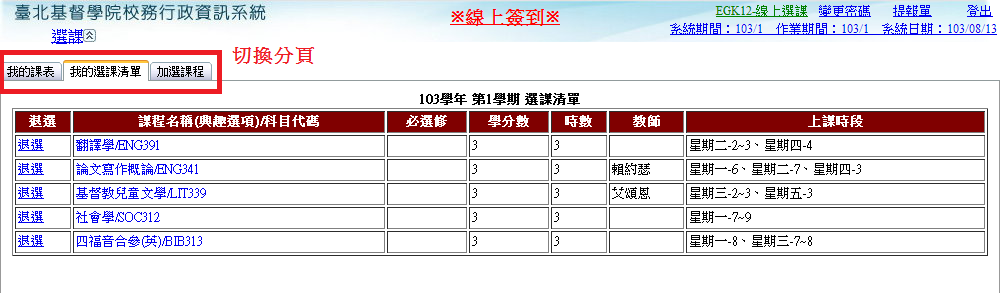 臺北基督學院校務行政資訊系統
※線上簽到※
EGK12-線上選課 變更密碼 提報單 登出
選課
系統期間：103/1 作業期間：103/1 系統日期：103/08/13
切換分頁
我的課表 我的選課清單 加選課程
103學年 第1學期 選課清單
退選 課程名稱(興趣選項)/科目代碼 必選修 學分數 時數 教師 上課時段
退選 翻譯學/ENG391 3 3 星期二-2~3、星期四-4
退選 論文寫作概論/ENG341 3 3 賴約瑟 星期一-6、星期二-7、星期四-3
退選 基督教兒童文學/LIT339 3 3 艾頌恩 星期三-2~3、星期五-3
退選 社會學/SOC312 3 3 星期一-7~9
退選 四福音合參(英)/BIB313 3 3 星期一-8、星期三-7~8